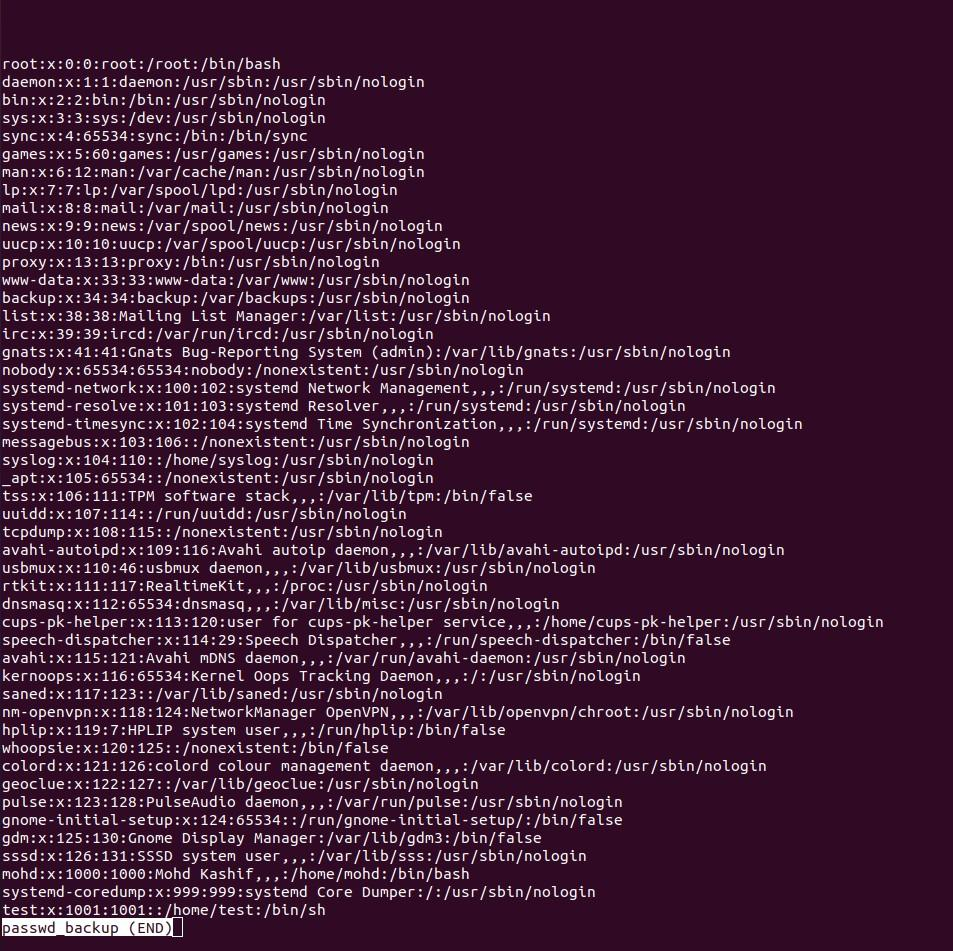 root:x:0:0:root:/root:/bin/bash
daemon:x:1:1:daemon:/usr/sbin:/usr/sbin/nologin
bin:x:2:2:bin:/bin:/usr/sbin/nologin
sys:x:3:3:sys:/dev:/usr/sbin/nologin
sync:x:4:65534:sync:/bin:/bin/sync
games:x:5:60:games:/usr/games:/usr/sbin/nologin
man:x:6:12:man:/var/cache/man:/usr/sbin/nologin
lp:x:7:7:lp:/var/spool/lpd:/usr/sbin/nologin
mail:x:8:8:mail:/var/mail:/usr/sbin/nologin
news:x:9:9:news:/var/spool/news:/usr/sbin/nologin
uucp:x:10:10:uucp:/var/spool/uucp:/usr/sbin/nologin
proxy:x:13:13:proxy:/bin:/usr/sbin/nologin
www-data:x:33:33:www-data:/var/www:/usr/sbin/nologin
backup:x:34:34:backup:/var/backups:/usr/sbin/nologin
list:x:38:38:Mailing List Manager:/var/list:/usr/sbin/nologin
irc:x:39:39:ircd:/var/run/ircd:/usr/sbin/nologin
gnats:x:41:41:Gnats Bug-Reporting System (admin):/var/lib/gnats:/usr/sbin/nologin
nobody:x:65534:65534:nobody:/nonexistent:/usr/sbin/nologin
systemd-network:x:100:102:systemd Network Management,,,:/run/systemd:/usr/sbin/nologin
systemd-resolve:x:101:103:systemd Resolver,,,:/run/systemd:/usr/sbin/nologin
systemd-timesync:x:102:104:systemd Time Synchronization,,,:/run/systemd:/usr/sbin/nologin
messagebus:x:103:106::/nonexistent:/usr/sbin/nologin
syslog:x:104:110::/home/syslog:/usr/sbin/nologin
_apt:x:105:65534::/nonexistent:/usr/sbin/nologin
tss:x:106:111:TPM software stack,,,:/var/lib/tpm:/bin/false
uuidd:x:107:114::/run/uuidd:/usr/sbin/nologin
tcpdump:x:108:115::/nonexistent:/usr/sbin/nologin
avahi-autoipd:x:109:116:Avahi autoip daemon,,,:/var/lib/avahi-autoipd:/usr/sbin/nologin
usbmux:x:110:46:usbmux daemon,,,:/var/lib/usbmux:/usr/sbin/nologin
rtkit:x:111:117:RealtimeKit,,,:/proc:/usr/sbin/nologin
dnsmasq:x:112:65534:dnsmasq,,,:/var/lib/misc:/usr/sbin/nologin
cups-pk-helper:x:113:120:user for cups-pk-helper service,,,:/home/cups-pk-helper:/usr/sbin/nologin
speech-dispatcher:x:114:29:Speech Dispatcher,,,:/run/speech-dispatcher:/bin/false
avahi:x:115:121:Avahi mDNS daemon,,,:/var/run/avahi-daemon:/usr/sbin/nologin
kernoops:x:116:65534:Kernel Oops Tracking Daemon,,,:/:/usr/sbin/nologin
saned:x:117:123::/var/lib/saned:/usr/sbin/nologin
nm-openvpn:x:118:124:NetworkManager OpenVPN,,,:/var/lib/openvpn/chroot:/usr/sbin/nologin
hplip:x:119:7:HPLIP system user,,,:/run/hplip:/bin/false
whoopsie:x:120:125::/nonexistent:/bin/false
colord:x:121:126:colord colour management daemon,,,:/var/lib/colord:/usr/sbin/nologin
geoclue:x:122:127::/var/lib/geoclue:/usr/sbin/nologin
pulse:x:123:128:PulseAudio daemon,,,:/var/run/pulse:/usr/sbin/nologin
gnome-initial-setup:x:124:65534::/run/gnome-initial-setup/:/bin/false
gdm:x:125:130:Gnome Display Manager:/var/lib/gdm3:/bin/false
sssd:x:126:131:SSSD system user,,,:/var/lib/sss:/usr/sbin/nologin
mohd:x:1000:1000:Mohd Kashif,,,:/home/mohd:/bin/bash
systemd-coredump:x:999:999:systemd Core Dumper:/:/usr/sbin/nologin
test:x:1001:1001::/home/test:/bin/sh
passwd_backup (END)